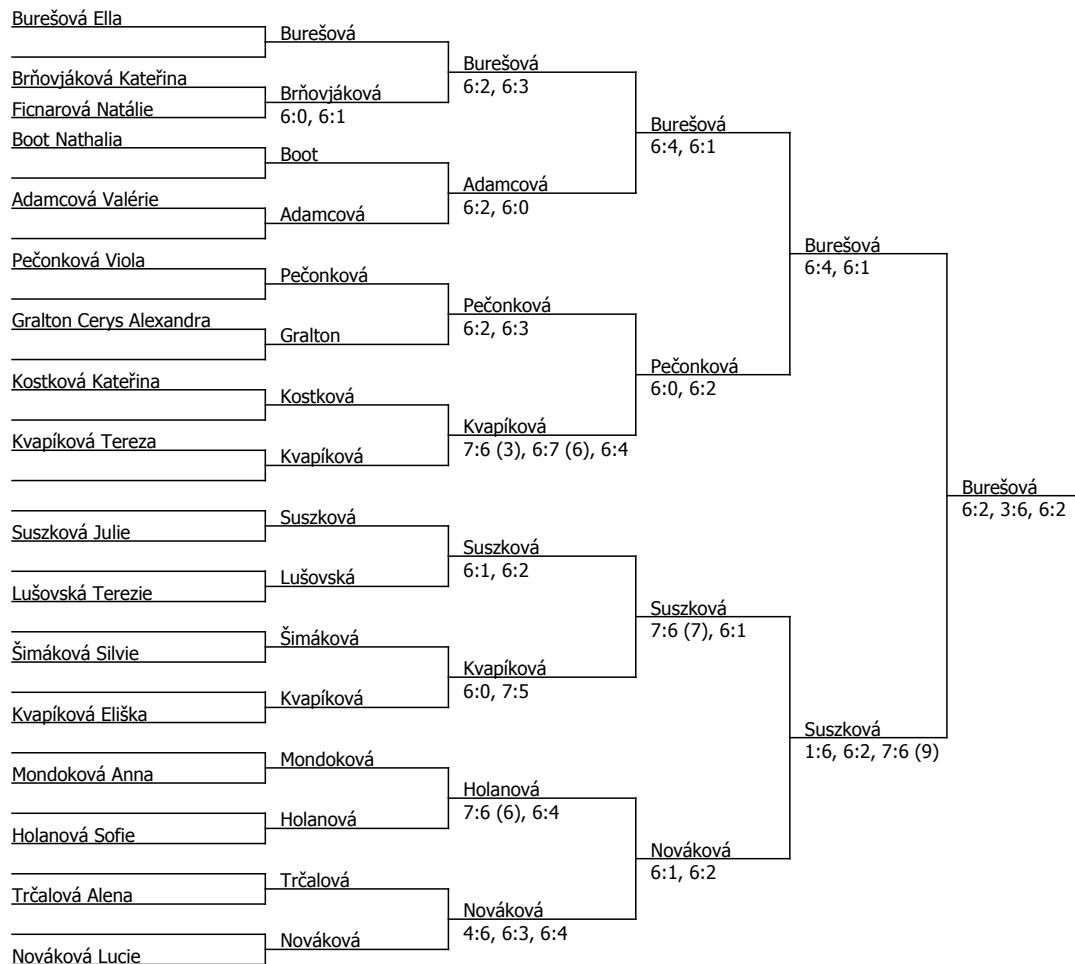 Burešová Ella
Burešová
Burešová
6:2, 6:3
Brňovjáková Kateřina
Brňovjáková
6:0, 6:1
Ficnarová Natálie
Burešová
6:4, 6:1
Boot Nathalia
Boot
Adamcová
6:2, 6:0
Adamcová Valérie
Adamcová
Burešová
6:4, 6:1
Pečonková Viola
Pečonková
Pečonková
6:2, 6:3
Gralton Cerys Alexandra
Gralton
Pečonková
6:0, 6:2
Kostková Kateřina
Kostková
Kvapíková
7:6 (3), 6:7 (6), 6:4
Kvapíková Tereza
Kvapíková
Burešová
6:2, 3:6, 6:2
Suszková
Suszková Julie
Suszková
6:1, 6:2
Lušovská
Lušovská Terezie
Suszková
7:6 (7), 6:1
Šimáková
Šimáková Silvie
Kvapíková
6:0, 7:5
Kvapíková
Kvapíková Eliška
Suszková
1:6, 6:2, 7:6 (9)
Mondoková
Mondoková Anna
Holanová
7:6 (6), 6:4
Holanová
Holanová Sofie
Nováková
6:1, 6:2
Trčalová
Trčalová Alena
Nováková
4:6, 6:3, 6:4
Nováková
Nováková Lucie